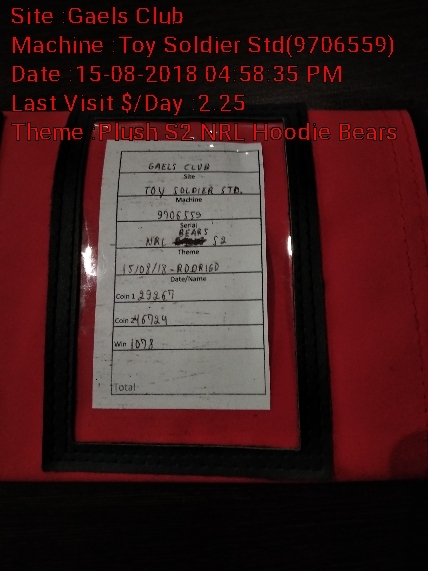 Site :Gaels Club
Machine :Toy Soldier Std(9706559)
Date :15-08-2018 04:58:35 PM
Last Visit $/Day :2.25
Theme :Plush S2 NRL Hoodie Bears
GAELS CLUB
Site
TOY SOLDIER STD.
Machine
9706559
Serial
BEARS
NRL S2
Theme
15/08/18-RODRIGO
Date/Name
Coin 1 29267
Coin 2 46724
Win 1078
Total